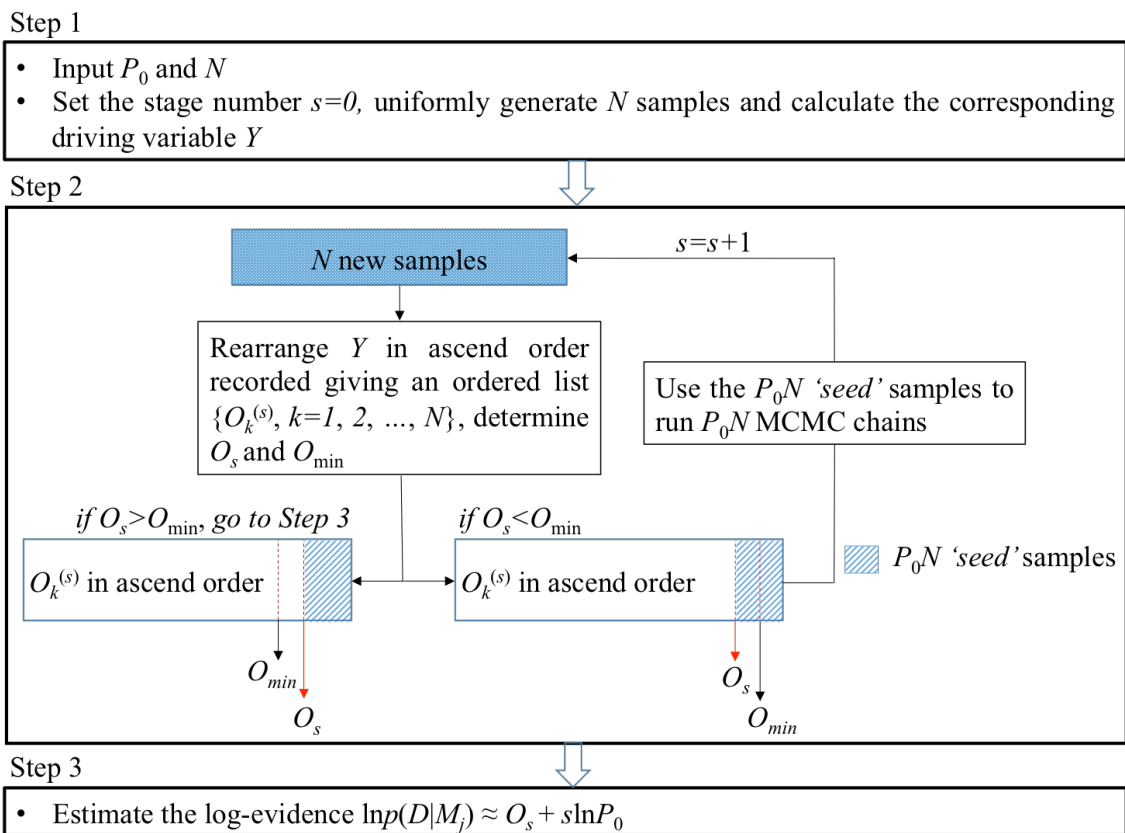 Step 1
• Input P₀ and N
• Set the stage number s=0, uniformly generate N samples and calculate the corresponding
driving variable Y
Step 2
N new samples
s=s+1
Rearrange Y in ascend order
recorded giving an ordered list
{Oₖ⁽ˢ⁾, k=1, 2, ..., N}, determine
Oₛ and Omin
Use the P₀N ‘seed’ samples to
run P₀N MCMC chains
if Oₛ>Omin, go to Step 3
if Oₛ<Omin
Oₖ⁽ˢ⁾ in ascend order
Oₖ⁽ˢ⁾ in ascend order
P₀N ‘seed’ samples
Omin
Oₛ
Oₛ
Omin
Step 3
• Estimate the log-evidence lnp(D|Mⱼ) ≈ Oₛ + slnP₀